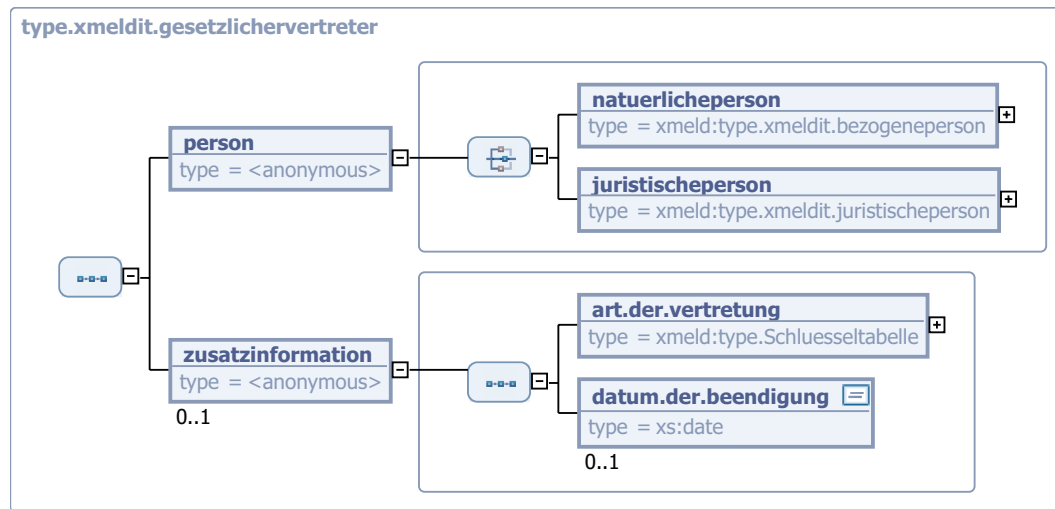 type.xmeldit.gesetzlichervertreter
natuerlicheperson
type = xmeld:type.xmeldit.bezogeneperson
person
type = <anonymous>
juristischeperson
type = xmeld:type.xmeldit.juristischeperson
art.der.vertretung
type = xmeld:type.Schluesseltabelle
zusatzinformation
type = <anonymous>
0..1
datum.der.beendigung
type = xs:date
0..1